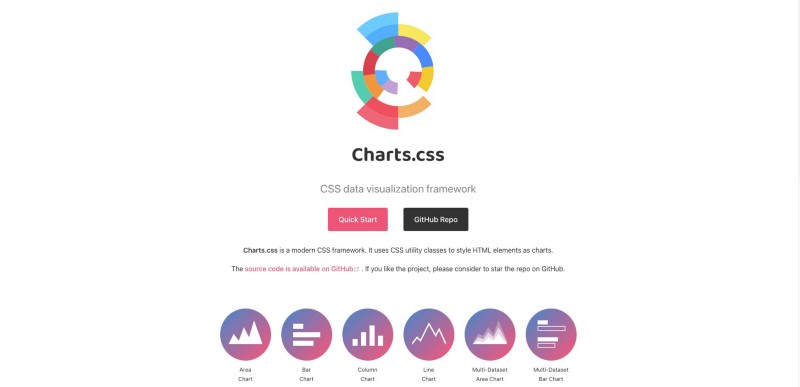 Charts.css
CSS data visualization framework
Quick Start
GitHub Repo
Charts.css is a modern CSS framework. It uses CSS utility classes to style HTML elements as charts.
The source code is available on GitHub . If you like the project, please consider to star the repo on GitHub.
Area
Chart
Bar
Chart
Column
Chart
Line
Chart
Multi-Dataset
Area Chart
Multi-Dataset
Bar Chart